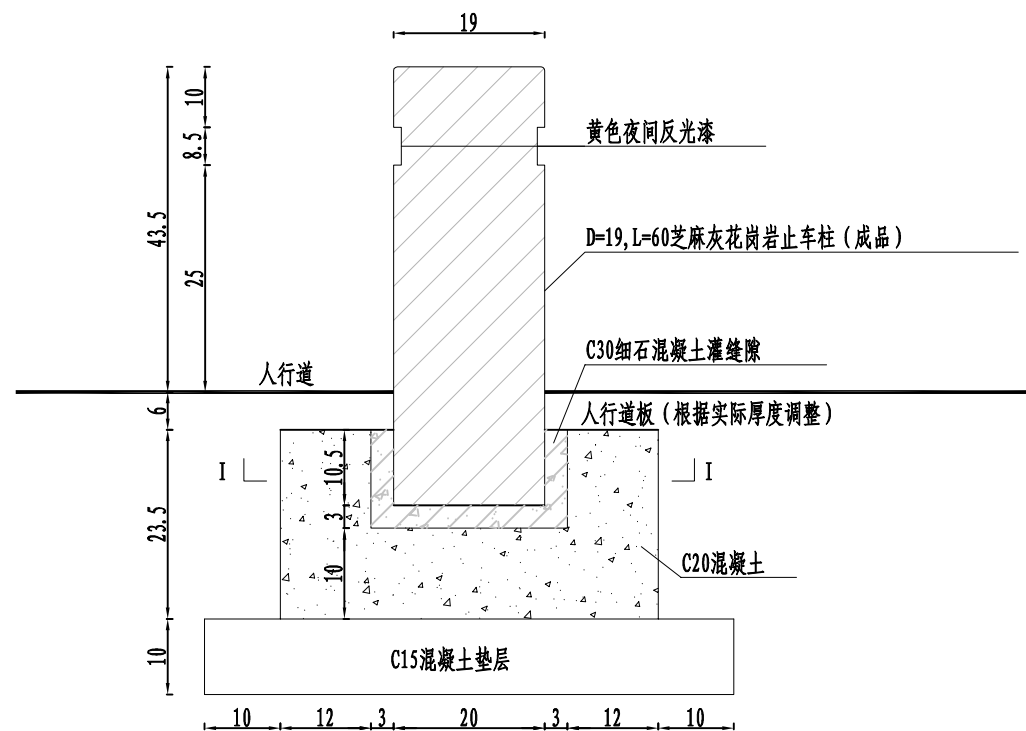 19
10
8.5
43.5
25
黄色夜间反光漆
D=19,L=60芝麻灰花岗岩止车柱（成品）
C30细石混凝土灌缝隙
人行道
6
人行道板（根据实际厚度调整）
I
I
10.5
3
23.5
10
C20混凝土
10
C15混凝土垫层
10
12
3
20
3
12
10